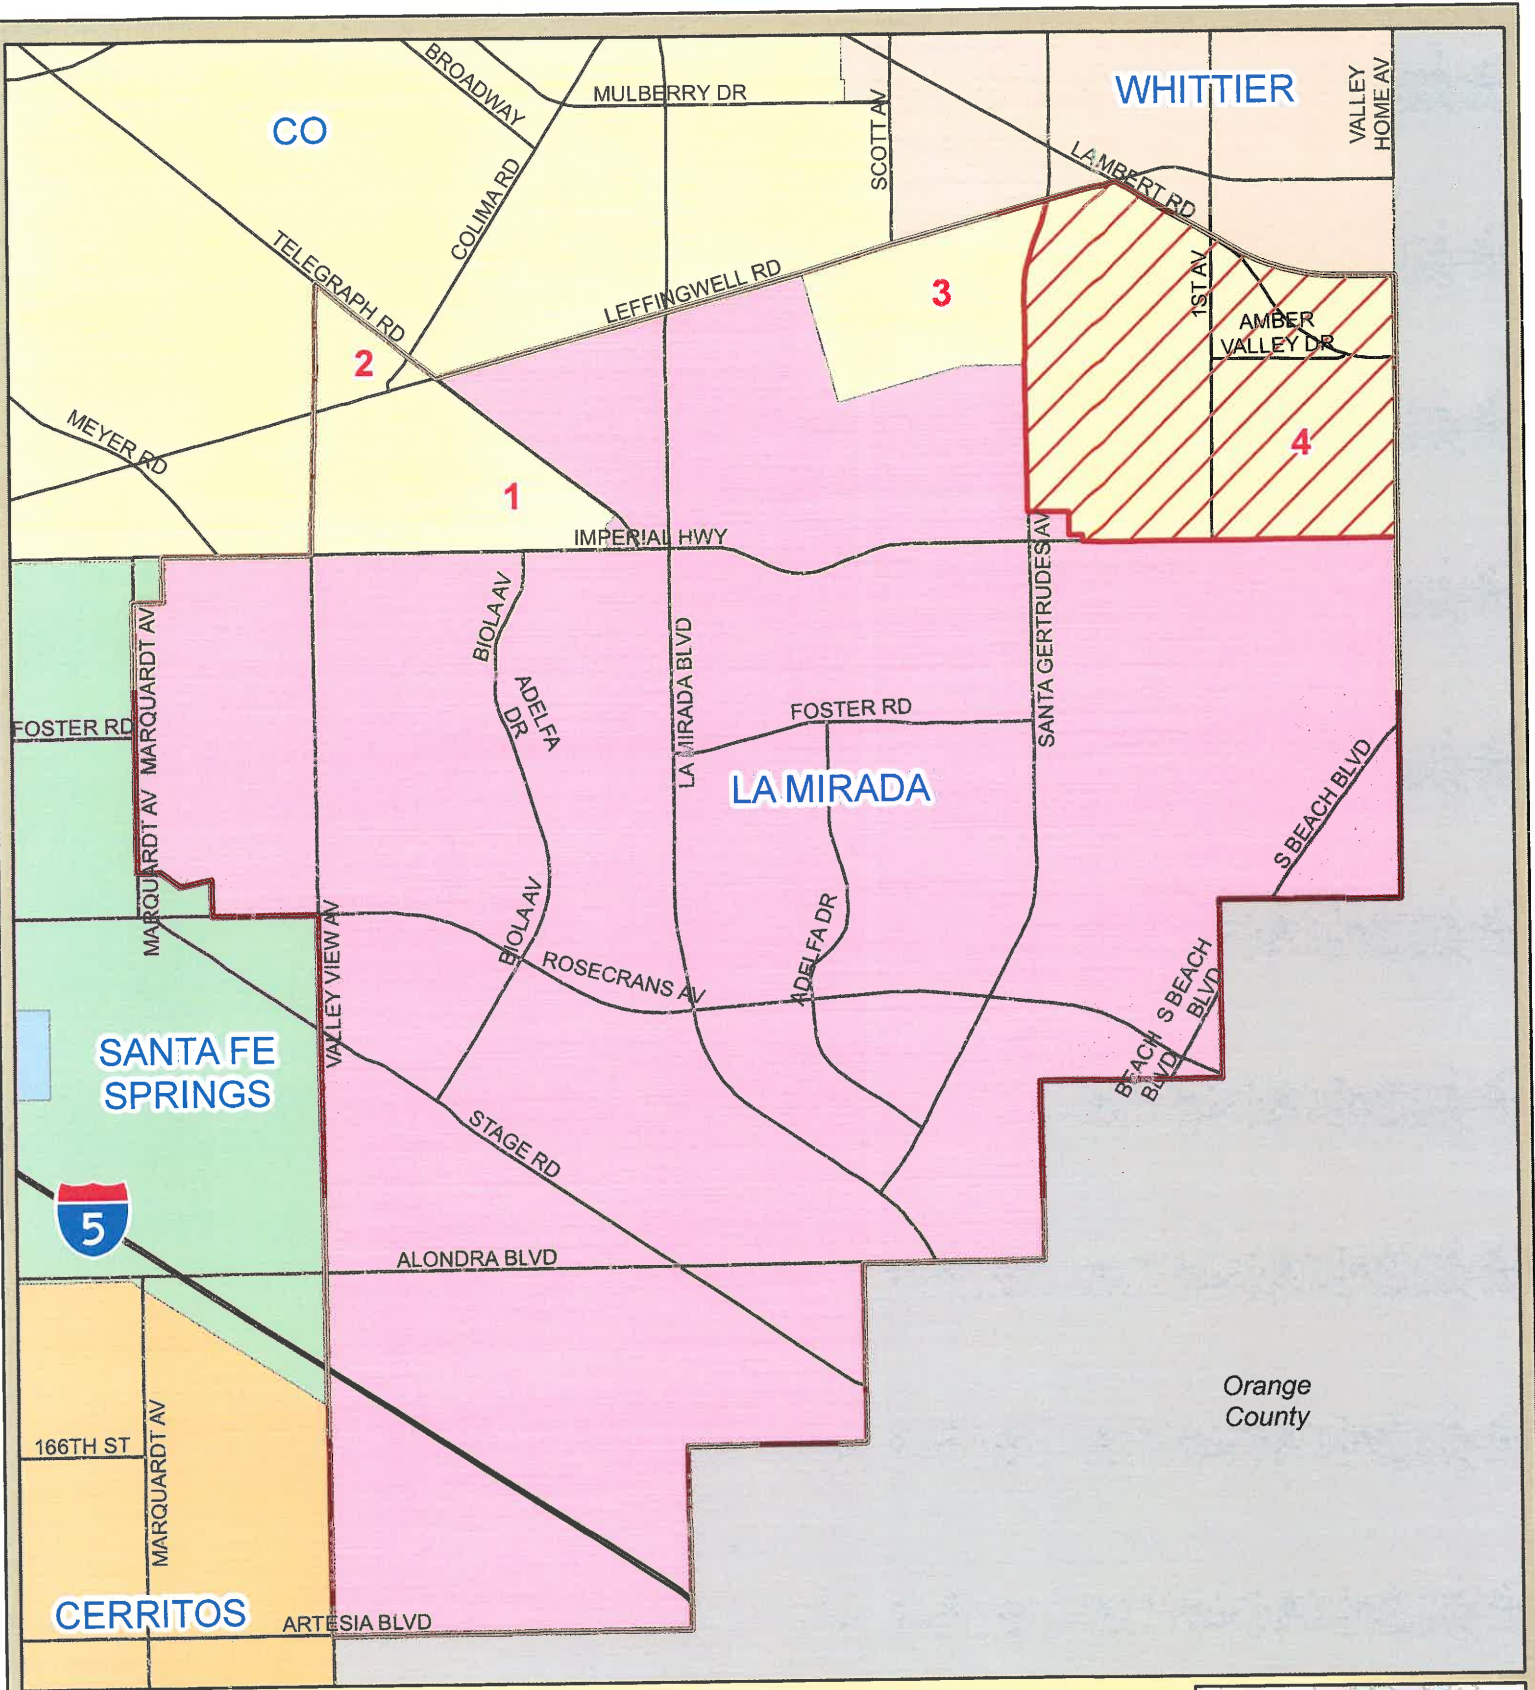 BROADWAY
MULBERRY DR
WHITTIER
VALLEY
HOME AV
CO
SCOTT AV
COLIMA RD
LAMBERT RD
TELEGRAPH RD
LEFFINGWELL RD
1ST AV
3
AMBER
VALLEY DR
2
4
MEYER RD
1
IMPERIAL HWY
BIOLA AV
SANTA GERTRUDES AV
MARQUARDT AV
LA MIRADA BLVD
ADELFA
DR
FOSTER RD
FOSTER RD
LA MIRADA
S BEACH BLVD
MARQUARDT AV
MARQUARDT AV
BIOLA AV
ADELFA DR
VALLEY VIEW AV
ROSECRANS AV
S BEACH
BLVD
SANTA FE
SPRINGS
BEACH
BLVD
STAGE RD
5
ALONDRA BLVD
Orange
County
166TH ST
MARQUARDT AV
CERRITOS
ARTESIA BLVD